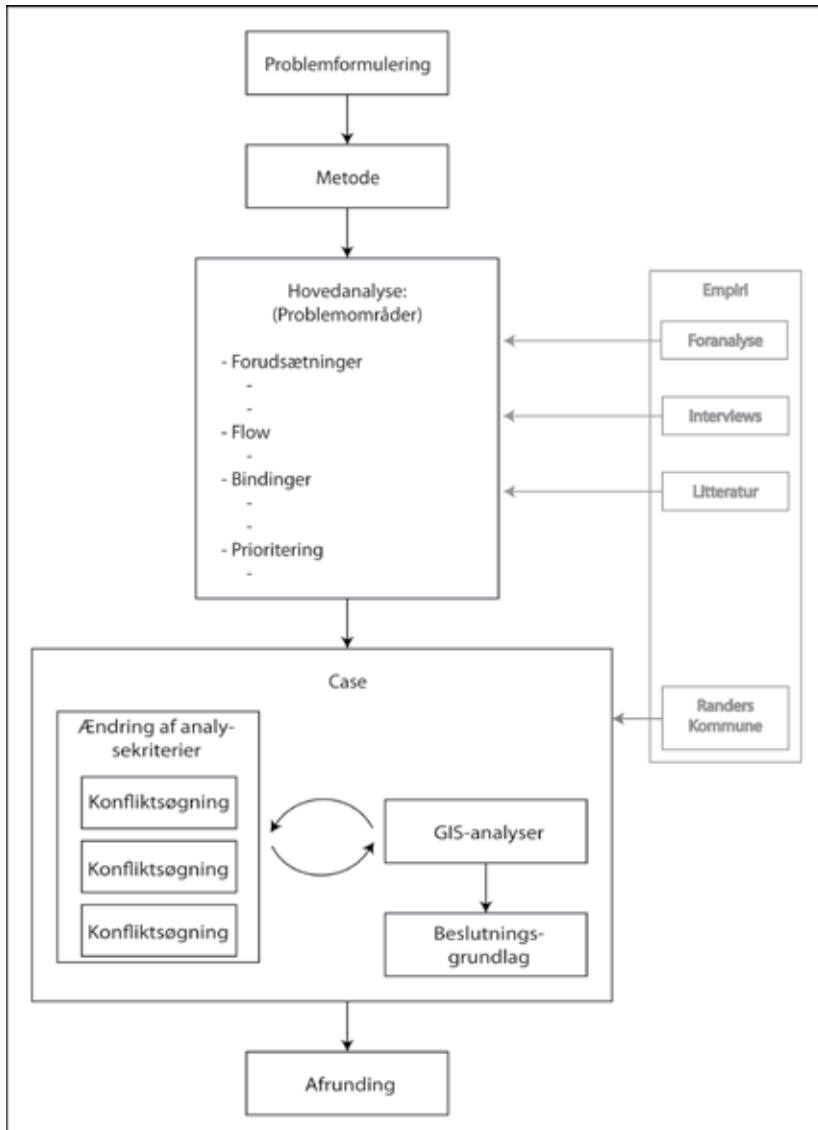 Problemformulering
Metode
Hovedanalyse:
(Problemområder)
- Forudsætninger
-
-
- Flow
-
- Bindinger
-
-
- Prioritering
-
Empiri
Foranalyse
Interviews
Litteratur
Randers
Kommune
Case
Ændring af analy-
sekriterier
Konfliktsøgning
Konfliktsøgning
Konfliktsøgning
GIS-analyser
Beslutnings-
grundlag
Afrunding